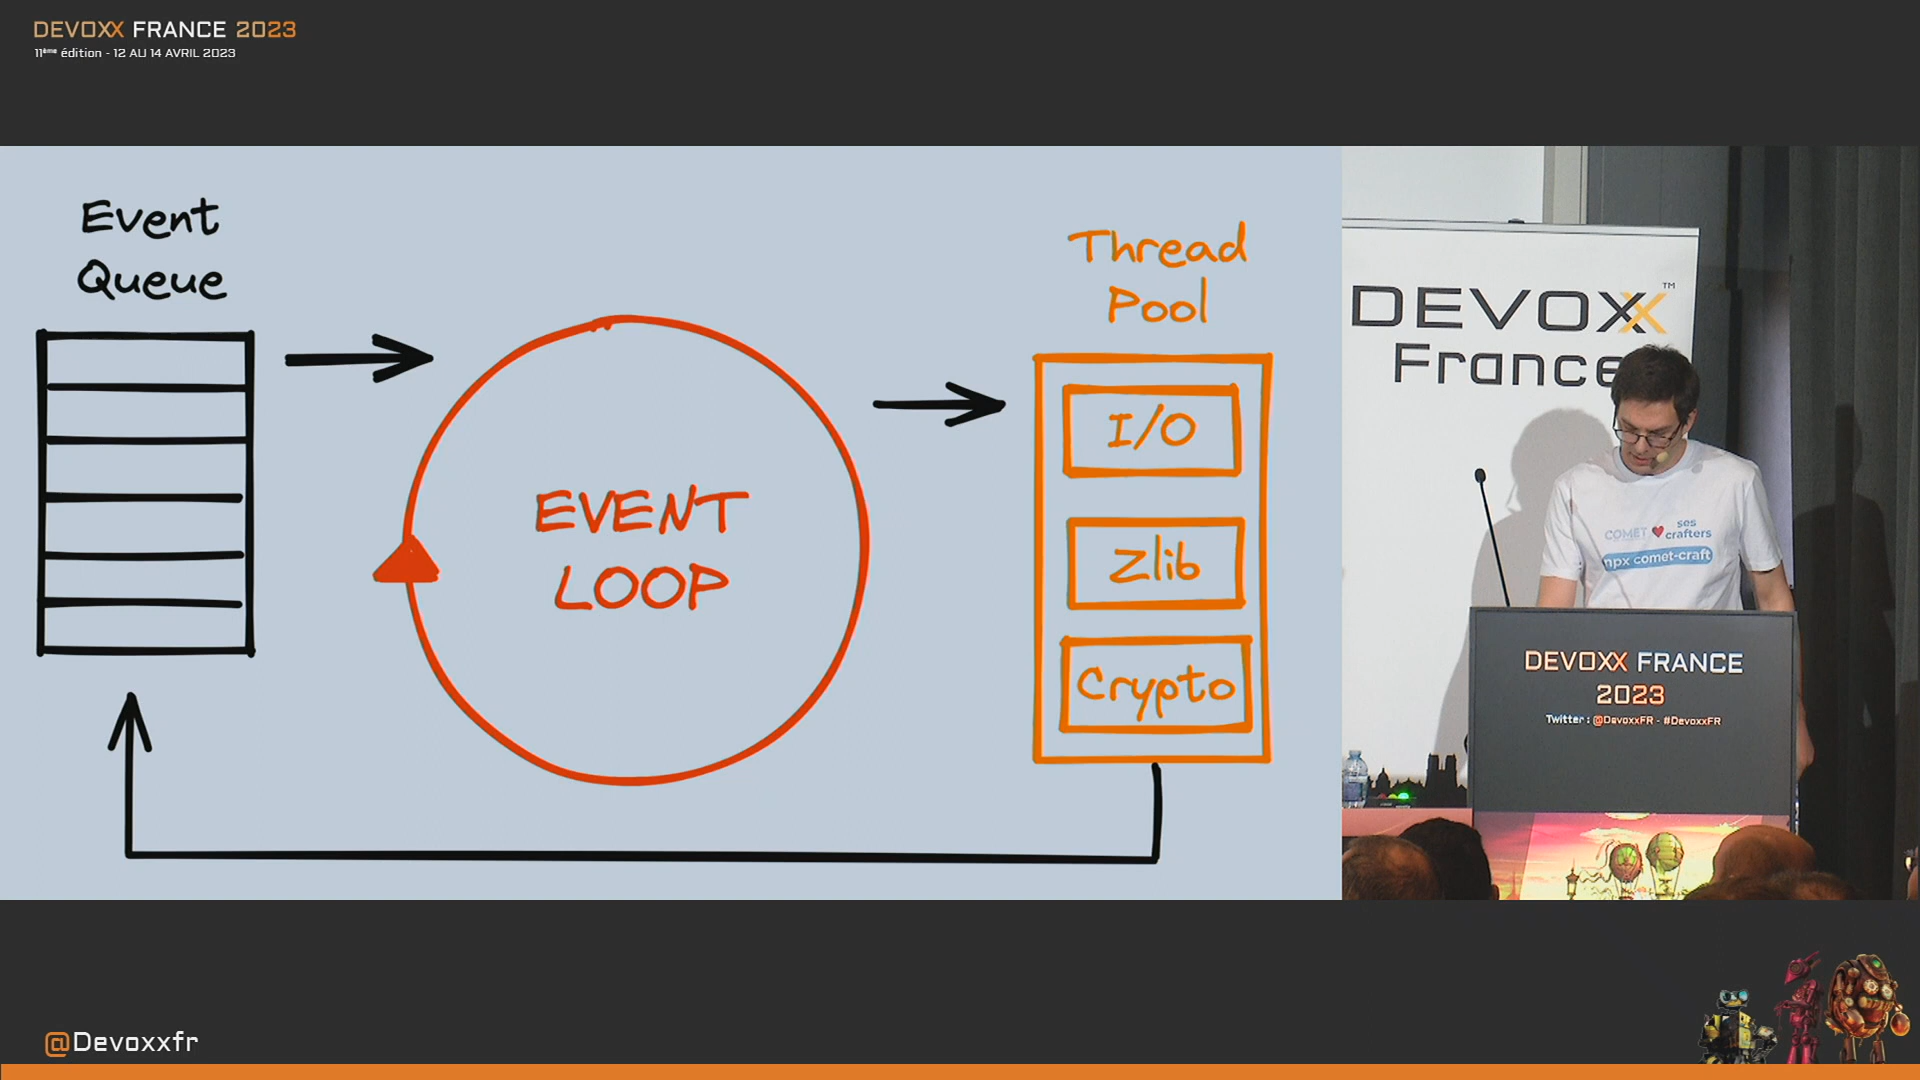 DEVOXX FRANCE 2023
11ème édition - 12 AU 14 AVRIL 2023
Event
Queue
EVENT
LOOP
Thread
Pool
I/O
Zlib
Crypto
DEVOXX™
France
COMET ses
crafters
npx comet-craft
DEVOXX FRANCE
2023
Twitter : @DevoxxFR - #DevoxxFR
@Devoxxfr